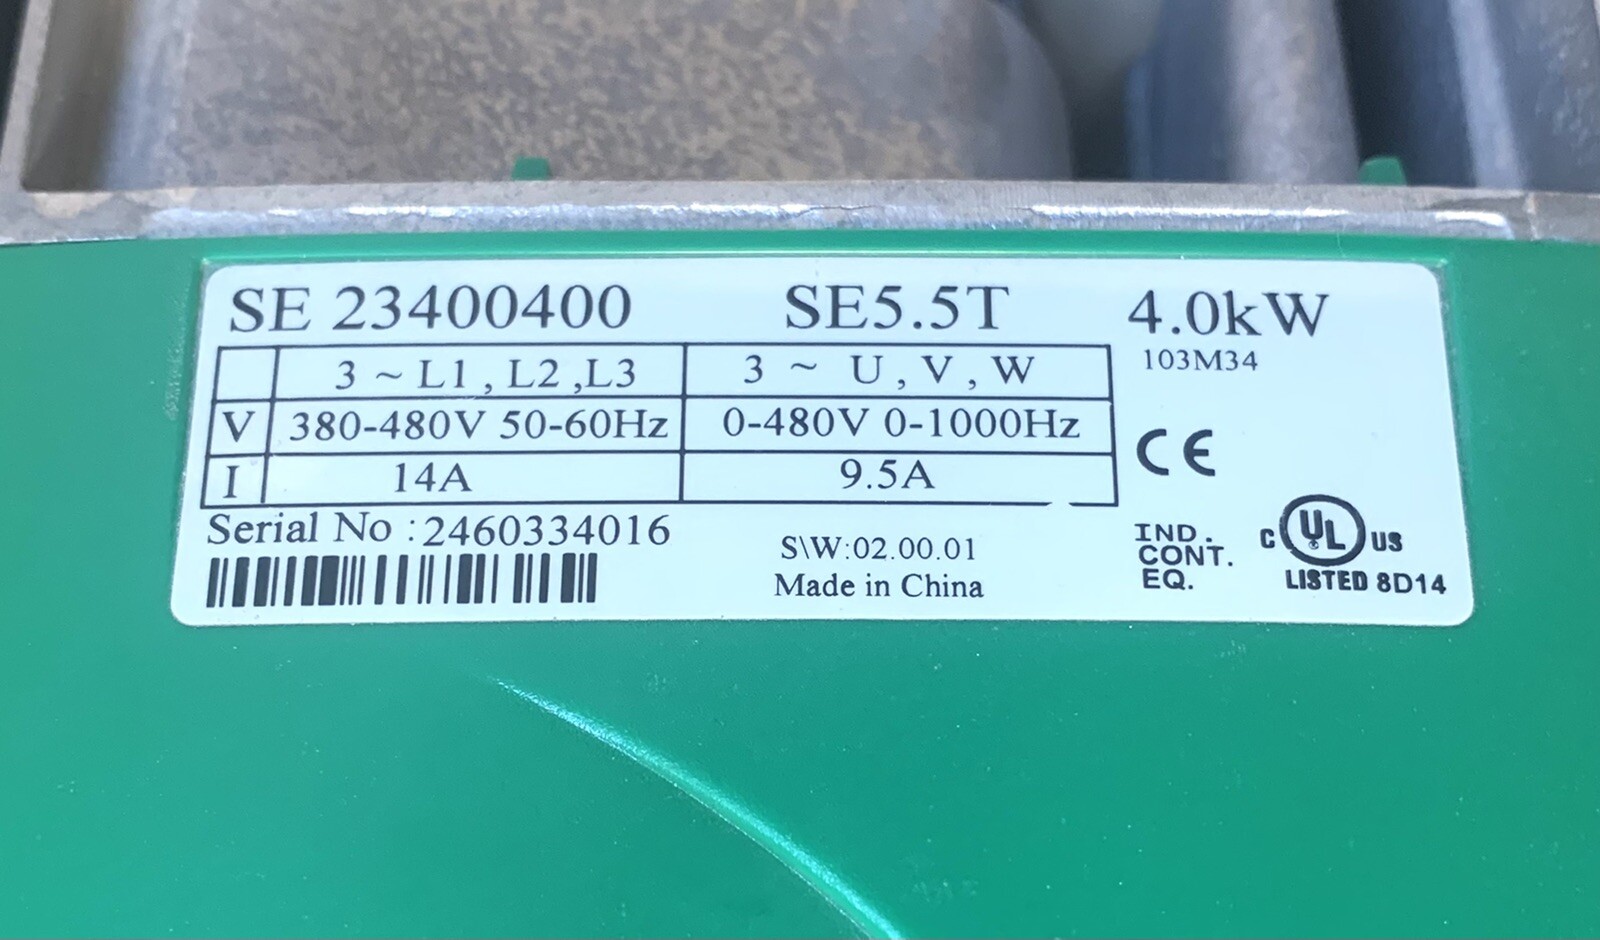 SE 23400400 SE5.5T 4.0kW
103M34
3 ~ L1 , L2 ,L3 3 ~ U , V , W
V 380-480V 50-60Hz 0-480V 0-1000Hz
I 14A 9.5A
Serial No :2460334016
S\W:02.00.01
Made in China
CE
IND.
CONT.
EQ.
C UL US
LISTED 8D14